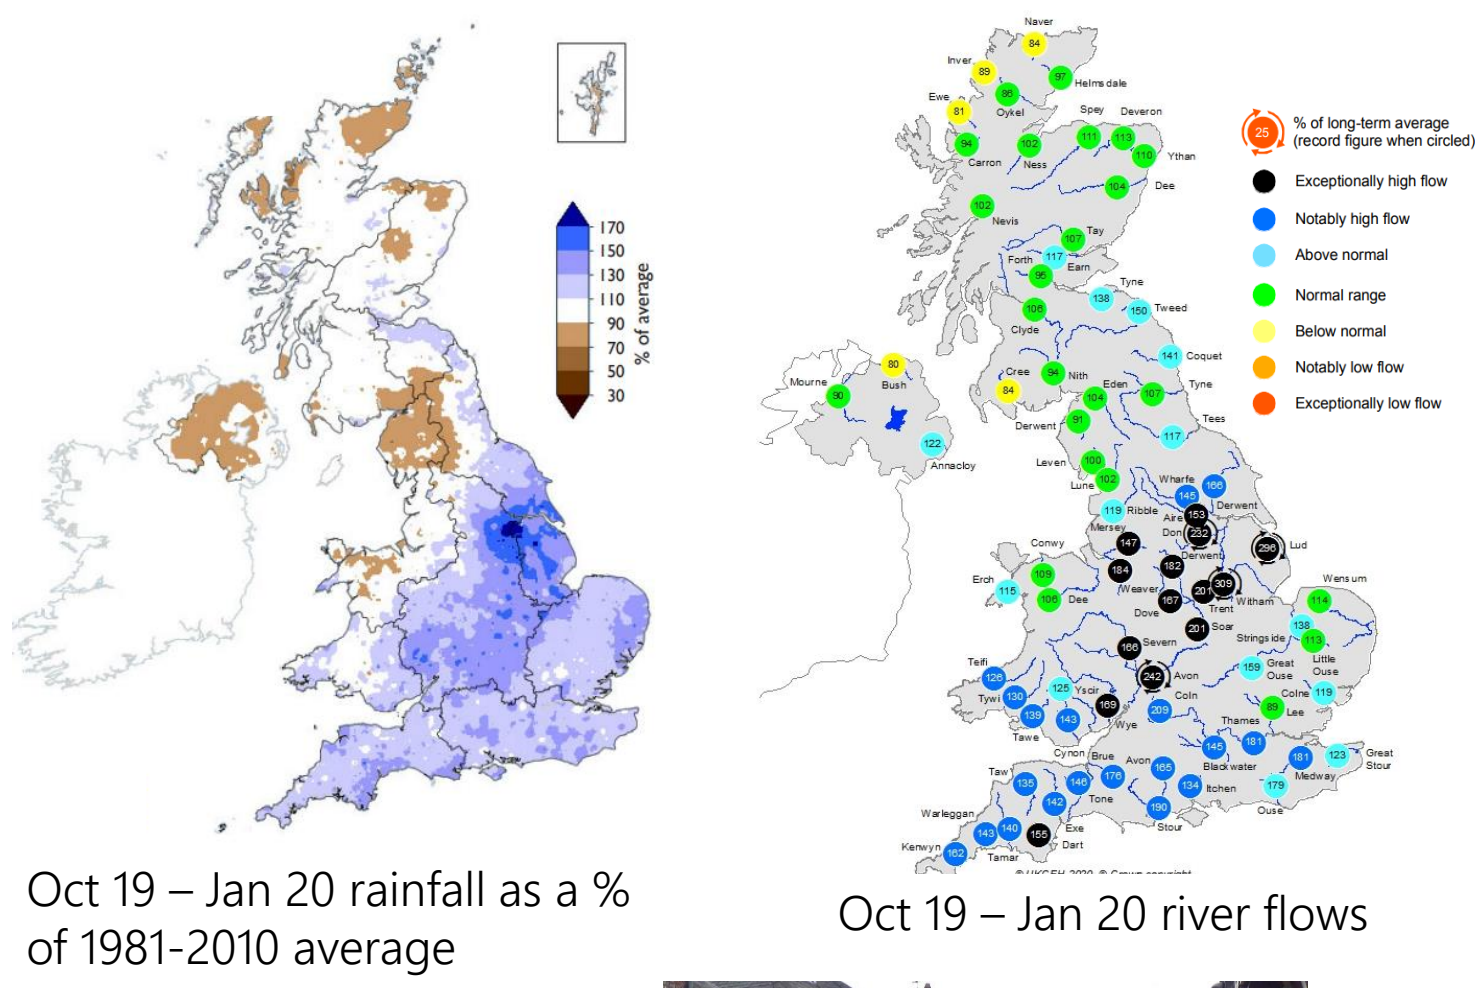 170
150
130
110
90
70
50
30
% of average
Oct 19 – Jan 20 rainfall as a %
of 1981-2010 average
Naver
84
Inver
89
97
Helmsdale
86
Oykel
Ewe
81
Spey
Deveron
94
Carron
102
Ness
111
113
110
Ythan
104
Dee
102
Nevis
107
Tay
Forth
117
Earn
96
Tyne
138
150
Tweed
106
Clyde
141
Coquet
80
Bush
Mourne
90
Cree
84
94
Nith
Eden
104
107
Tyne
Derwent
91
Tees
117
122
Annacloy
Leven
100
Lune
102
Wharfe
145
166
Derwent
119
Ribble
Aire
153
Mersey
147
Don
232
296
Lud
Conwy
109
Derwent
184
182
Weaver
Erch
115
106
Dee
Dove
167
201
309
Trent
Witham
Wensum
114
Stringside
138
113
Little
Ouse
201
Soar
Severn
166
159
Great
Ouse
Teifi
126
Tywi
130
125
Yscir
242
Avon
Coln
209
Colne
119
169
Wye
89
Lee
139
Tawe
143
Cynon
Thames
181
145
Blackwater
181
Medway
123
Great
Stour
Brue
176
Avon
165
Taw
135
146
Tone
134
Itchen
179
Ouse
142
Exe
190
Stour
Warleggan
143
140
Tamar
155
Dart
Kenwyn
162
25
% of long-term average
(record figure when circled)
Exceptionally high flow
Notably high flow
Above normal
Normal range
Below normal
Notably low flow
Exceptionally low flow
Oct 19 – Jan 20 river flows